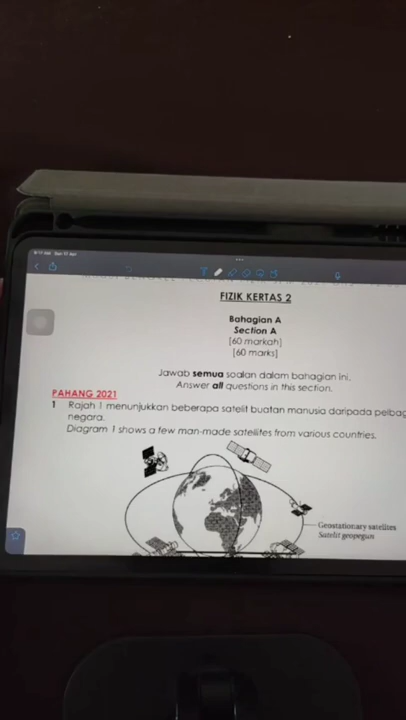 FIZIK KERTAS 2
Bahagian A
Section A
[60 markah]
[60 marks]
Jawab semua soalan dalam bahagian ini.
Answer all questions in this section.
PAHANG 2021
1 Rajah 1 menunjukkan beberapa satelit buatan manusia daripada pelbag
negara.
Diagram 1 shows a few man-made satellites from various countries.
Geostationary satellites
Satelit geopegun